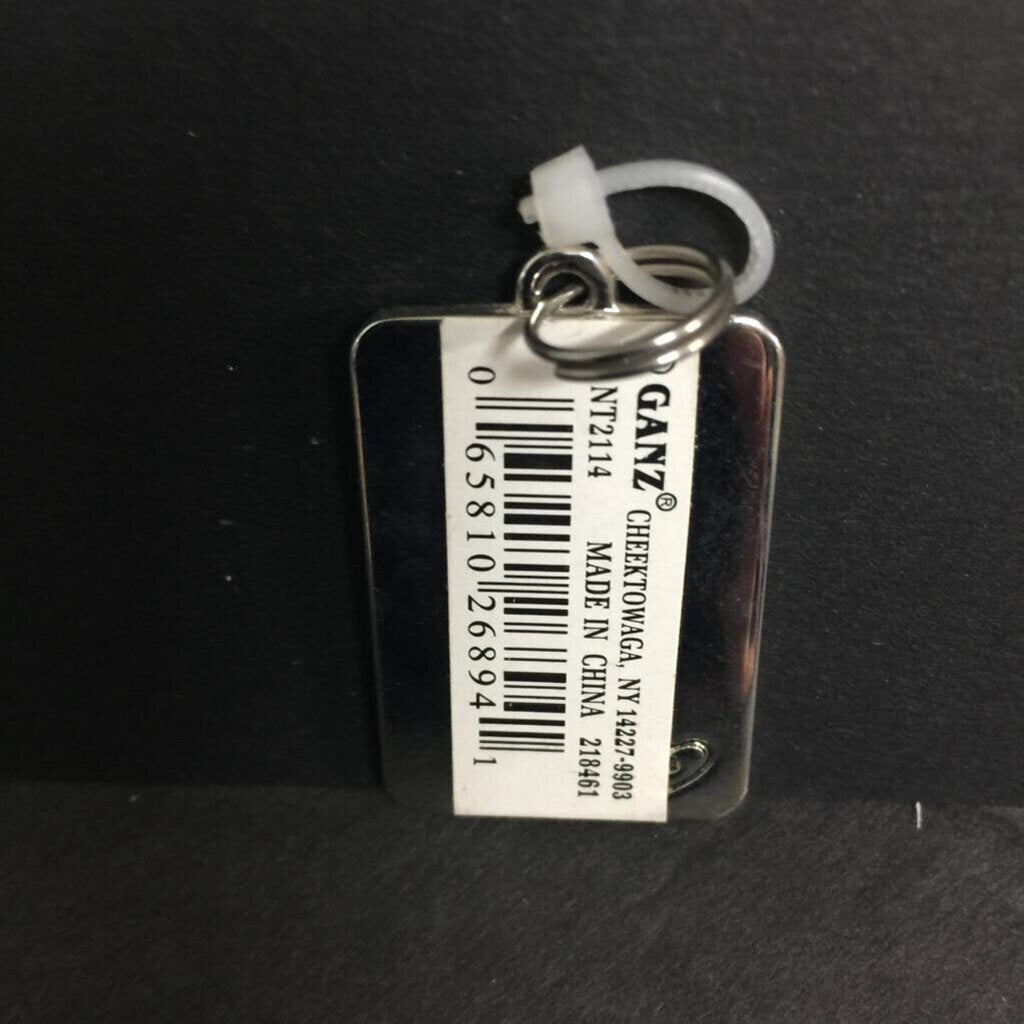 GANZ® CHEEKTOWAGA, NY 14227-9903
NT2114 MADE IN CHINA 218461
0 65810 26894 1